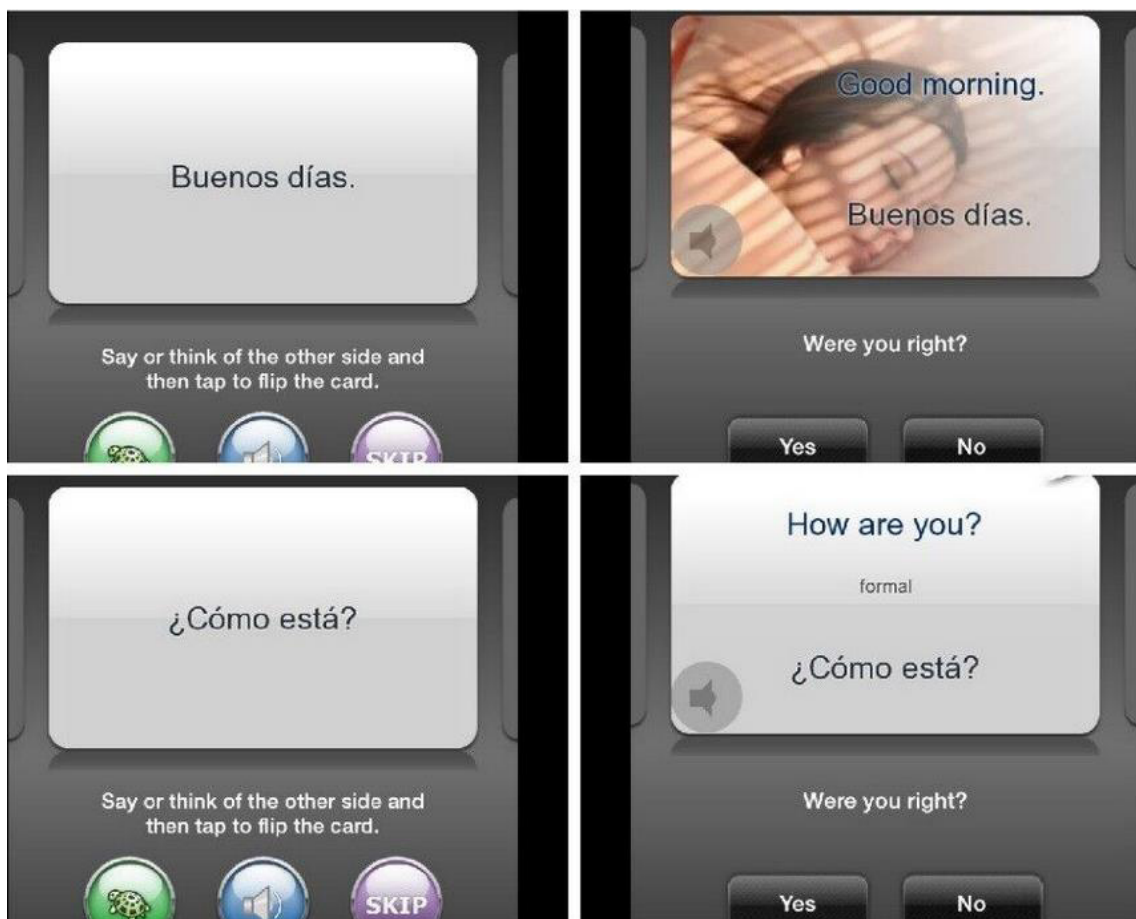 Buenos días.
Say or think of the other side and
then tap to flip the card.
SKIP
Good morning.
Buenos días.
Were you right?
Yes
No
¿Cómo está?
Say or think of the other side and
then tap to flip the card.
SKIP
How are you?
formal
¿Cómo está?
Were you right?
Yes
No